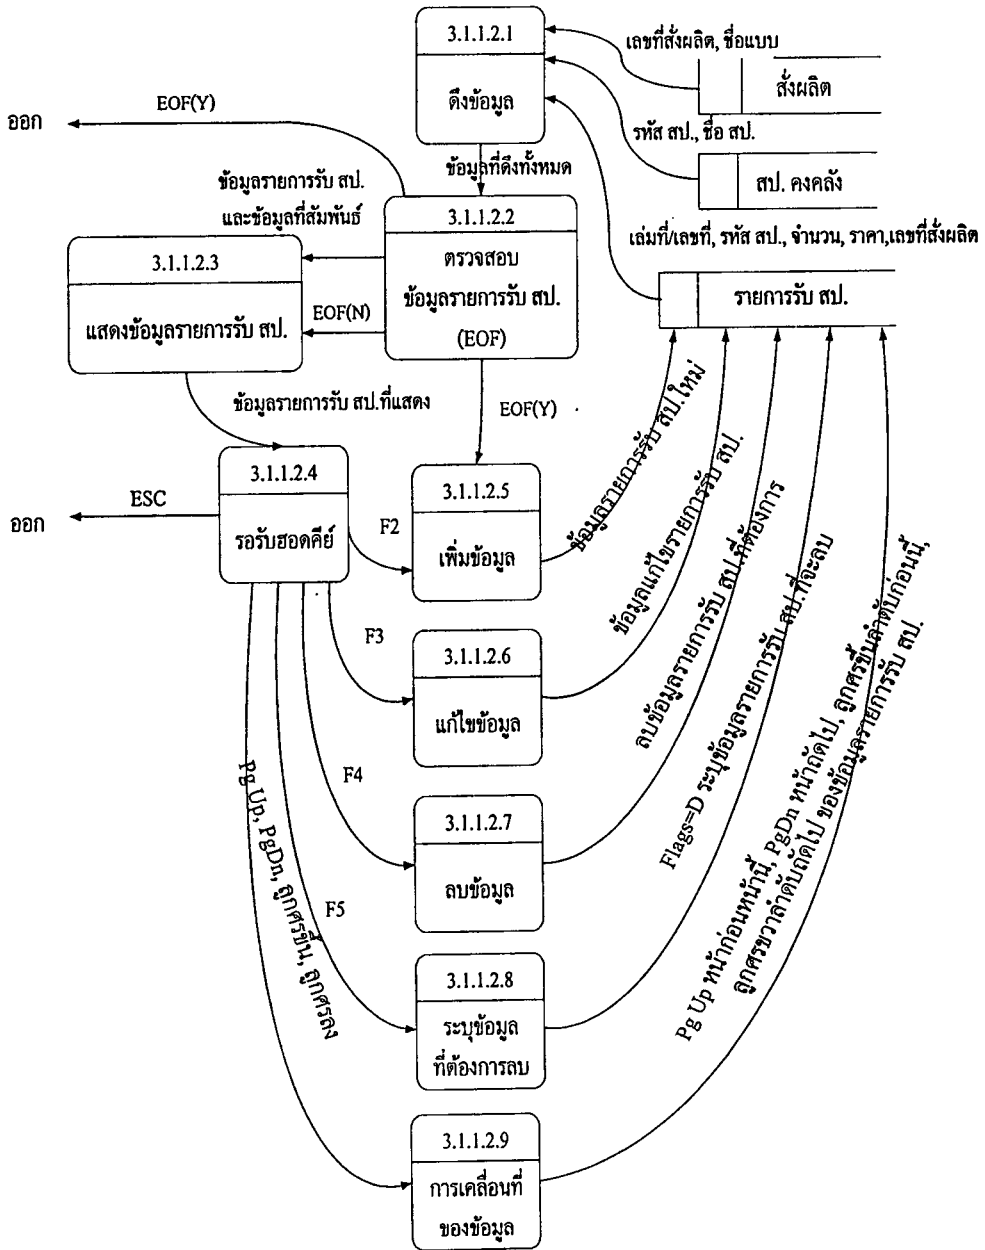 3.1.1.2.1
ดึงข้อมูล
เลขที่สั่งผลิต, ชื่อแบบ
สั่งผลิต
รหัส สป., ชื่อ สป.
สป. คงคลัง
เล่มที่/เลขที่, รหัส สป., จำนวน, ราคา,เลขที่สั่งผลิต
รายการรับ สป.
ออก
EOF(Y)
ข้อมูลที่ดึงทั้งหมด
ข้อมูลรายการรับ สป.
และข้อมูลที่สัมพันธ์
3.1.1.2.2
ตรวจสอบ
ข้อมูลรายการรับ สป.
(EOF)
3.1.1.2.3
แสดงข้อมูลรายการรับ สป.
EOF(N)
ข้อมูลรายการรับ สป.ที่แสดง
EOF(Y)
3.1.1.2.4
รอรับฮอดคีย์
ESC
ออก
F2
3.1.1.2.5
เพิ่มข้อมูล
ข้อมูลรายการรับ สป.ใหม่
F3
3.1.1.2.6
แก้ไขข้อมูล
ข้อมูลแก้ไขรายการรับ สป.
F4
3.1.1.2.7
ลบข้อมูล
ลบข้อมูลรายการรับ สป.ที่ต้องการ
F5
3.1.1.2.8
ระบุข้อมูล
ที่ต้องการลบ
Flags=D ระบุข้อมูลรายการรับ สป.ที่จะลบ
Pg Up, PgDn, ลูกศรขึ้น, ลูกศรลง
3.1.1.2.9
การเคลื่อนที่
ของข้อมูล
Pg Up หน้าก่อนหน้านี้, PgDn หน้าถัดไป, ลูกศรขึ้นลำดับก่อนนี้,
ลูกศรขวาลำดับถัดไป ของข้อมูลรายการรับ สป.